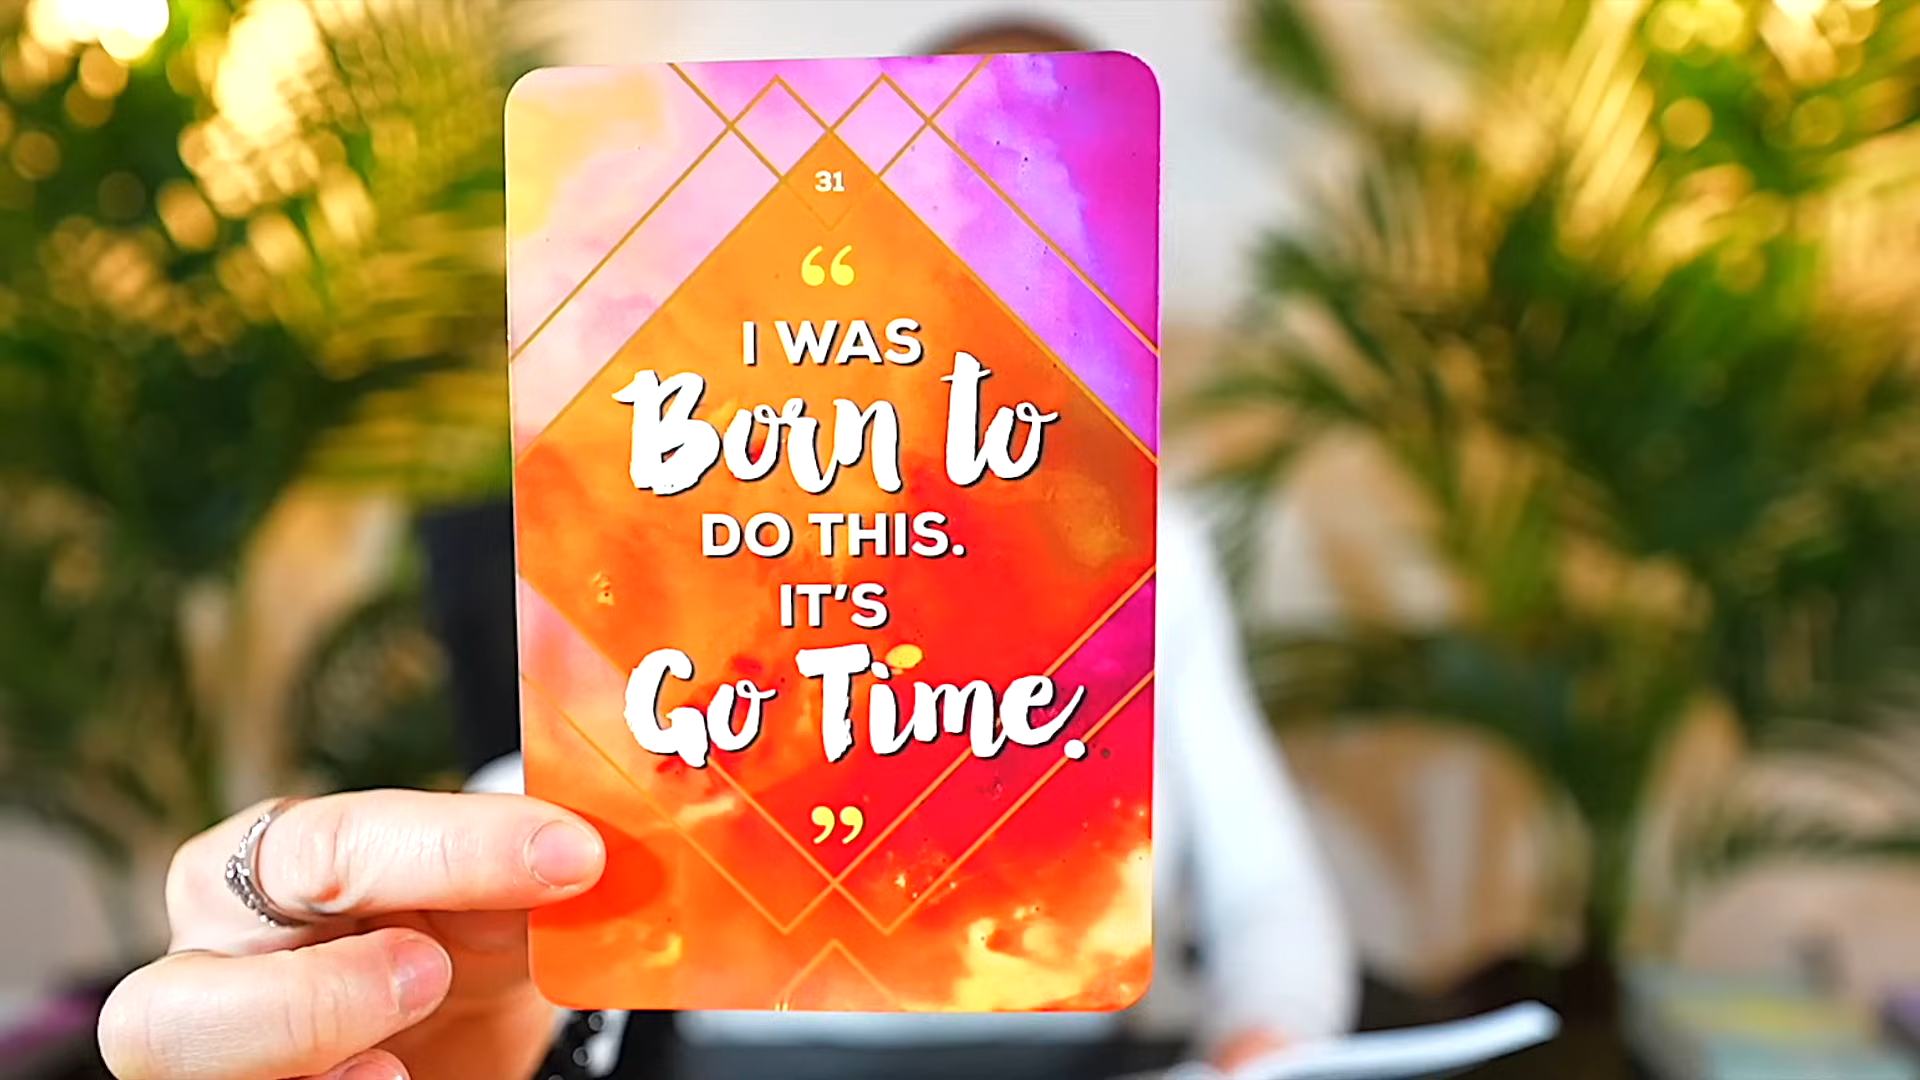 31
“
I WAS
Born to
DO THIS.
IT’S
Go Time.
”